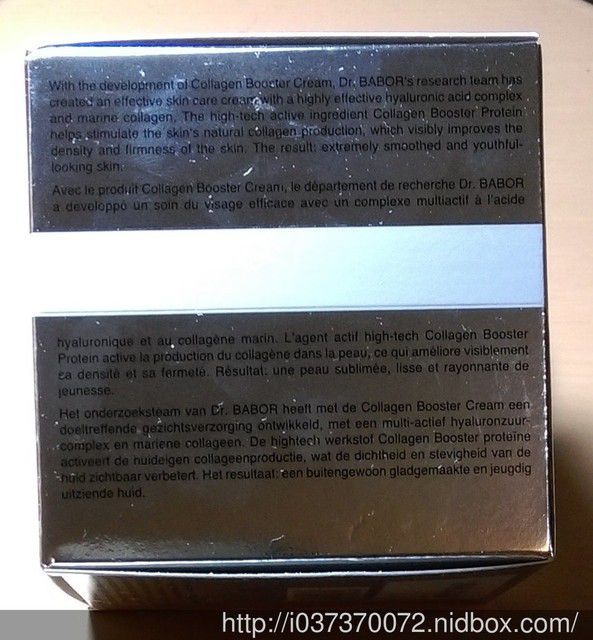 With the development of Collagen Booster Cream, Dr. BABOR's research team has
created an effective skin care cream with a highly effective hyaluronic acid complex
and marine collagen. The high-tech active ingredient Collagen Booster Protein
helps stimulate the skin's natural collagen production, which visibly improves the
density and firmness of the skin. The result: extremely smoothed and youthful-
looking skin.
Avec le produit Collagen Booster Cream, le département de recherche Dr. BABOR
a developpé un soin du visage efficace avec un complexe multiactif à l'acide
hyaluronique et au collagène marin. L'agent actif high-tech Collagen Booster
Protein active la production du collagène dans la peau, ce qui améliore visiblement
sa densité et sa fermeté. Résultat: une peau sublimée, lisse et rayonnante de
jeunesse.
Het onderzoeksteam van Dr. BABOR heeft met de Collagen Booster Cream een
doeltreffende gezichtsverzorging ontwikkeld, met een multi-actief hyaluronzuur-
complex en mariene collageen. De hightech werkstof Collagen Booster proteïne
activeert de huideigen collageenproductie, wat de dichtheid en stevigheid van de
huid zichtbaar verbetert. Het resultaat: een buitengewoon gladgemaakte en jeugdig
uitziende huid.
http://i037370072.nidbox.com/